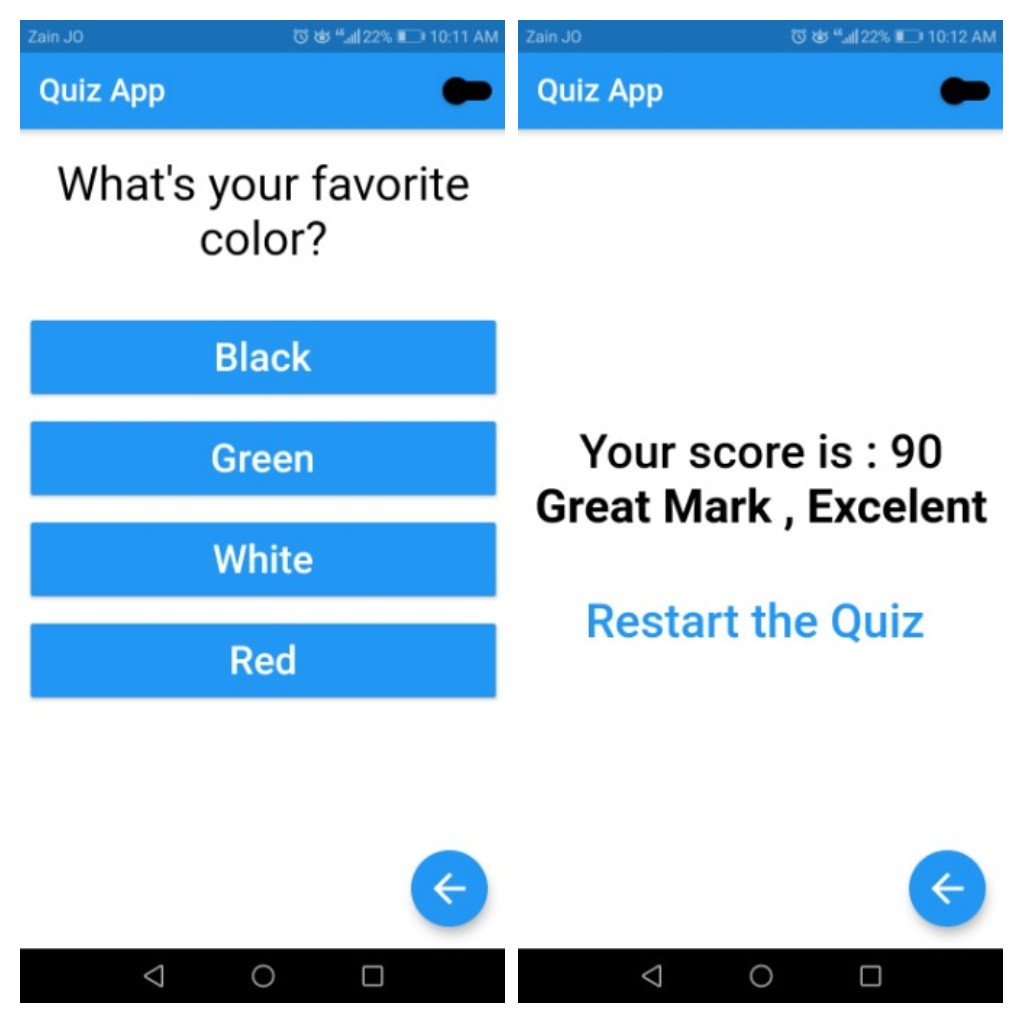 Zain JO 22% 10:11 AM
Quiz App
What's your favorite
color?
Black
Green
White
Red
Zain JO 22% 10:12 AM
Quiz App
Your score is : 90
Great Mark , Excelent
Restart the Quiz